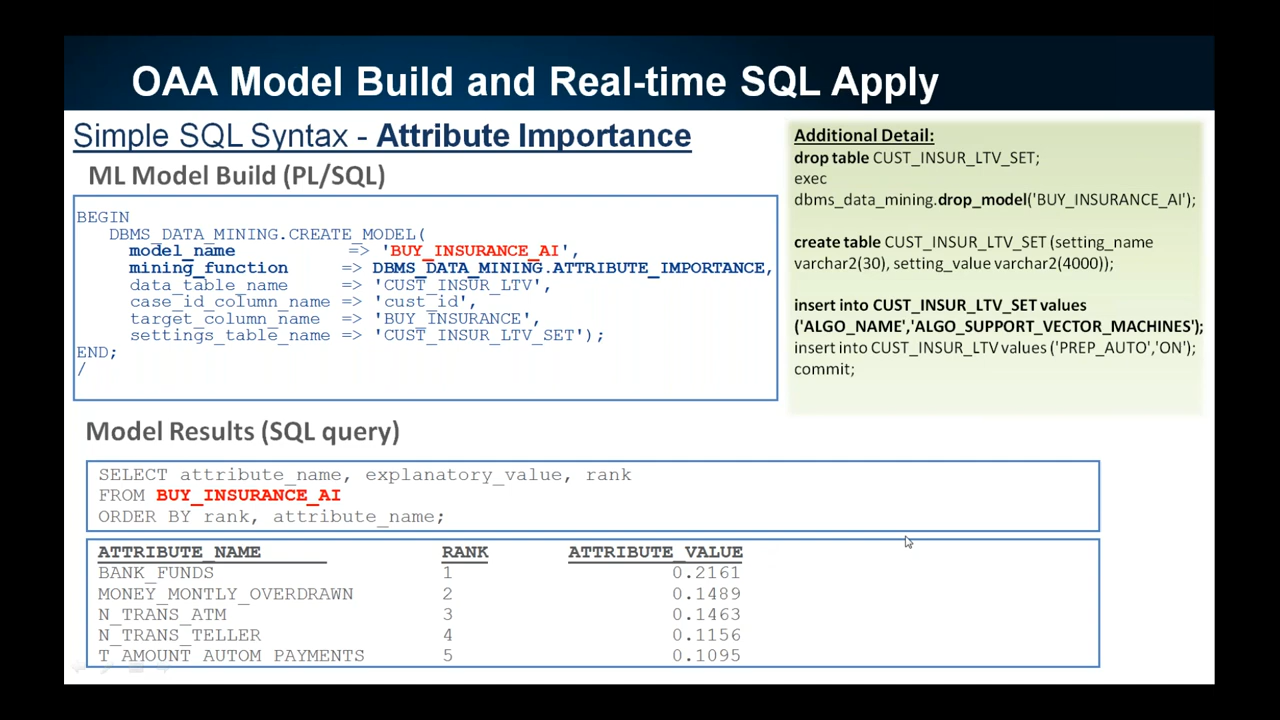 OAA Model Build and Real-time SQL Apply
Simple SQL Syntax - Attribute Importance
ML Model Build (PL/SQL)
BEGIN
DBMS_DATA_MINING.CREATE_MODEL(
model_name => 'BUY_INSURANCE_AI',
mining_function => DBMS_DATA_MINING.ATTRIBUTE_IMPORTANCE,
data_table_name => 'CUST_INSUR_LTV',
case_id_column_name => 'cust_id',
target_column_name => 'BUY_INSURANCE',
settings_table_name => 'CUST_INSUR_LTV_SET');
END;
/
Additional Detail:
drop table CUST_INSUR_LTV_SET;
exec
dbms_data_mining.drop_model('BUY_INSURANCE_AI');
create table CUST_INSUR_LTV_SET (setting_name
varchar2(30), setting_value varchar2(4000));
insert into CUST_INSUR_LTV_SET values
('ALGO_NAME','ALGO_SUPPORT_VECTOR_MACHINES');
insert into CUST_INSUR_LTV values ('PREP_AUTO','ON');
commit;
Model Results (SQL query)
SELECT attribute_name, explanatory_value, rank
FROM BUY_INSURANCE_AI
ORDER BY rank, attribute_name;
ATTRIBUTE_NAME RANK ATTRIBUTE_VALUE
BANK_FUNDS 1 0.2161
MONEY_MONTLY_OVERDRAWN 2 0.1489
N_TRANS_ATM 3 0.1463
N_TRANS_TELLER 4 0.1156
T_AMOUNT_AUTOM_PAYMENTS 5 0.1095